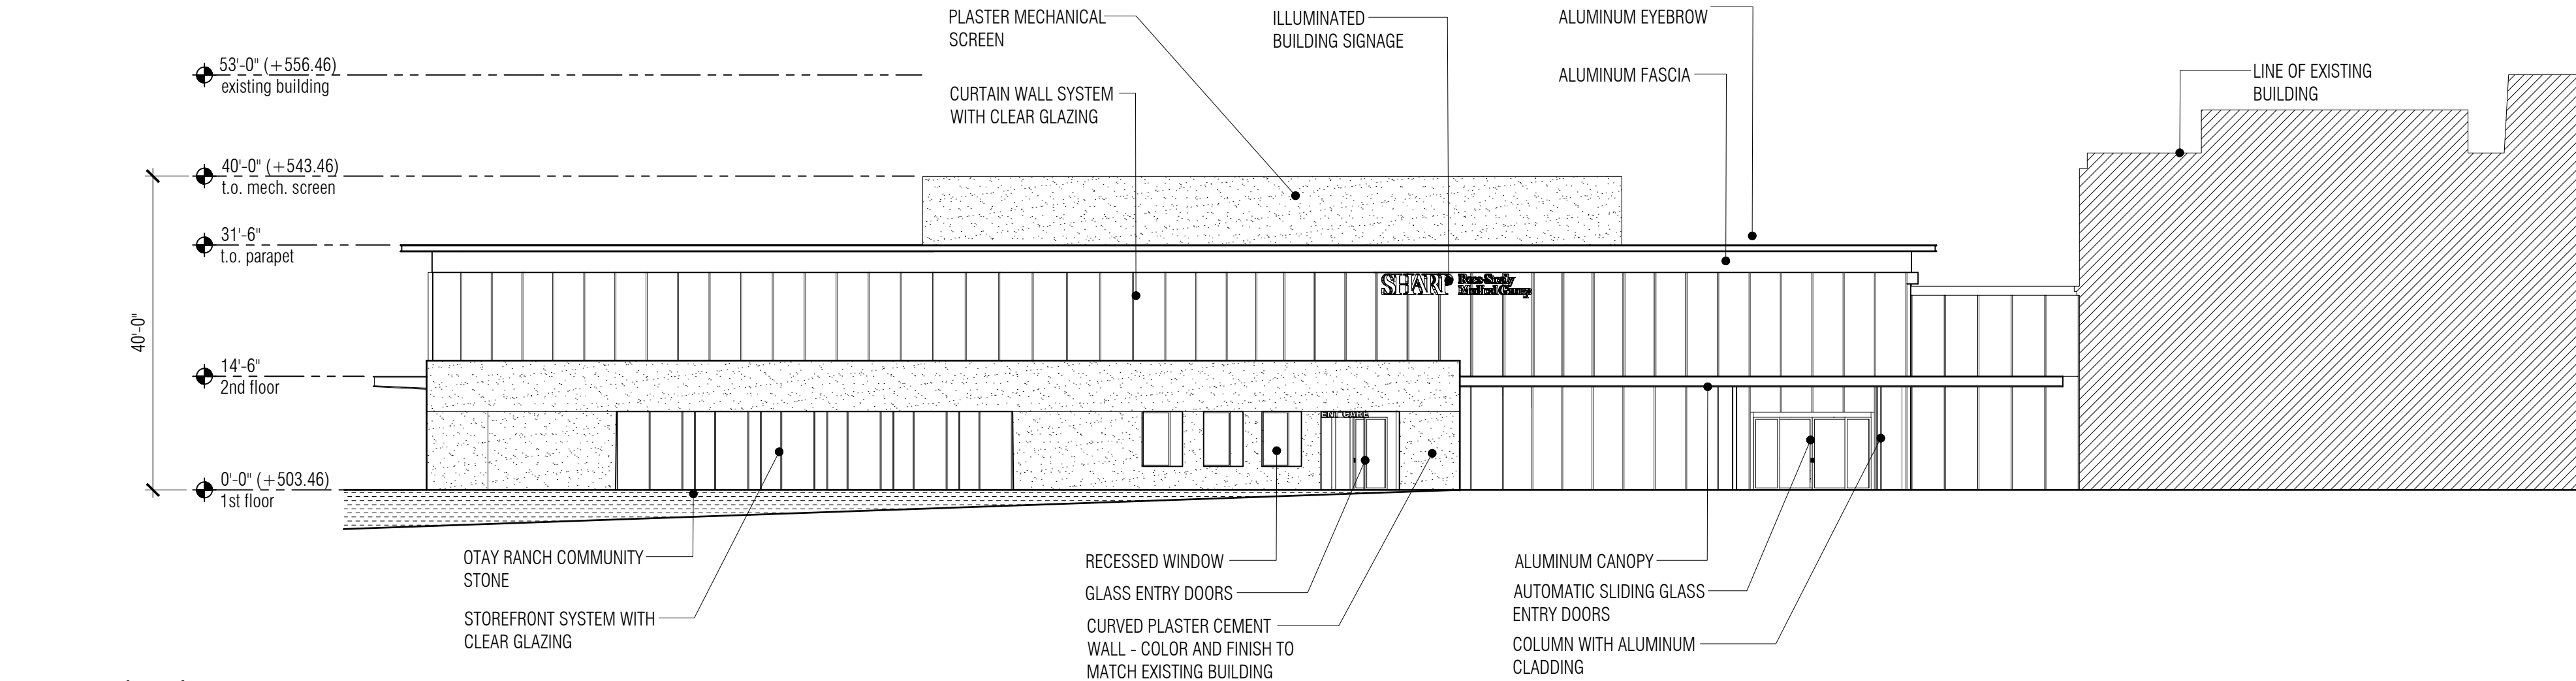 PLASTER MECHANICAL
SCREEN
ILLUMINATED
BUILDING SIGNAGE
ALUMINUM EYEBROW
53'-0" (+556.46)
existing building
CURTAIN WALL SYSTEM
WITH CLEAR GLAZING
ALUMINUM FASCIA
LINE OF EXISTING
BUILDING
40'-0" (+543.46)
t.o. mech. screen
31'-6"
t.o. parapet
SHARP
Rees-Stealy
Medical Group
40'-0"
14'-6"
2nd floor
0'-0" (+503.46)
1st floor
OTAY RANCH COMMUNITY
STONE
STOREFRONT SYSTEM WITH
CLEAR GLAZING
RECESSED WINDOW
GLASS ENTRY DOORS
CURVED PLASTER CEMENT
WALL - COLOR AND FINISH TO
MATCH EXISTING BUILDING
ALUMINUM CANOPY
AUTOMATIC SLIDING GLASS
ENTRY DOORS
COLUMN WITH ALUMINUM
CLADDING